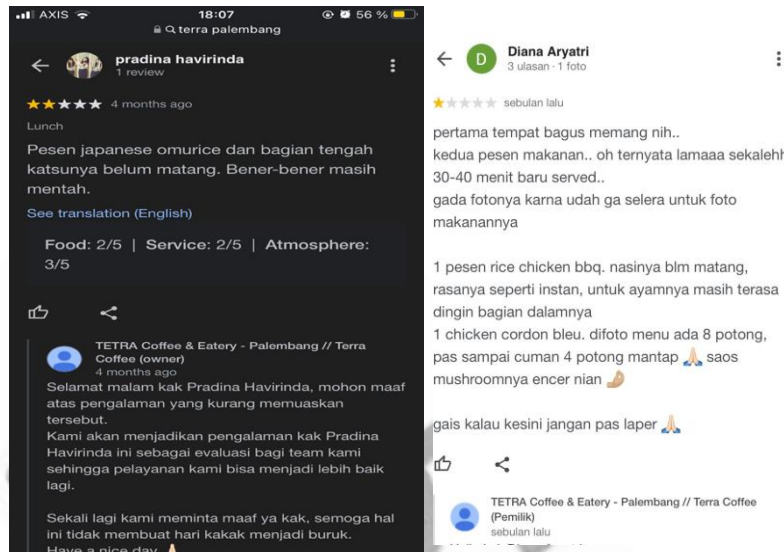 AXIS 18:07 56 %
terra palembang
pradina havirinda
1 review
4 months ago
Lunch
Pesen japanese omurice dan bagian tengah
katsunya belum matang. Bener-bener masih
mentah.
See translation (English)
Food: 2/5 | Service: 2/5 | Atmosphere:
3/5
TETRA Coffee & Eatery - Palembang // Terra
Coffee (owner)
4 months ago
Selamat malam kak Pradina Havirinda, mohon maaf
atas pengalaman yang kurang memuaskan
tersebut.
Kami akan menjadikan pengalaman kak Pradina
Havirinda ini sebagai evaluasi bagi team kami
sehingga pelayanan kami bisa menjadi lebih baik
lagi.
Sekali lagi kami meminta maaf ya kak, semoga hal
ini tidak membuat hari kakak menjadi buruk.
Have a nice day 🙏
D
Diana Aryatri
3 ulasan · 1 foto
sebulan lalu
pertama tempat bagus memang nih..
kedua pesen makanan.. oh ternyata lamaaa sekalehh
30-40 menit baru served..
gada fotonya karna udah ga selera untuk foto
makanannya
1 pesen rice chicken bbq. nasinya blm matang,
rasanya seperti instan, untuk ayamnya masih terasa
dingin bagian dalamnya
1 chicken cordon bleu. difoto menu ada 8 potong,
pas sampai cuman 4 potong mantap 🙏🏻 saos
mushroomnya encer nian 🤌🏼
gais kalau kesini jangan pas laper 🙏🏻
TETRA Coffee & Eatery - Palembang // Terra Coffee
(Pemilik)
sebulan lalu